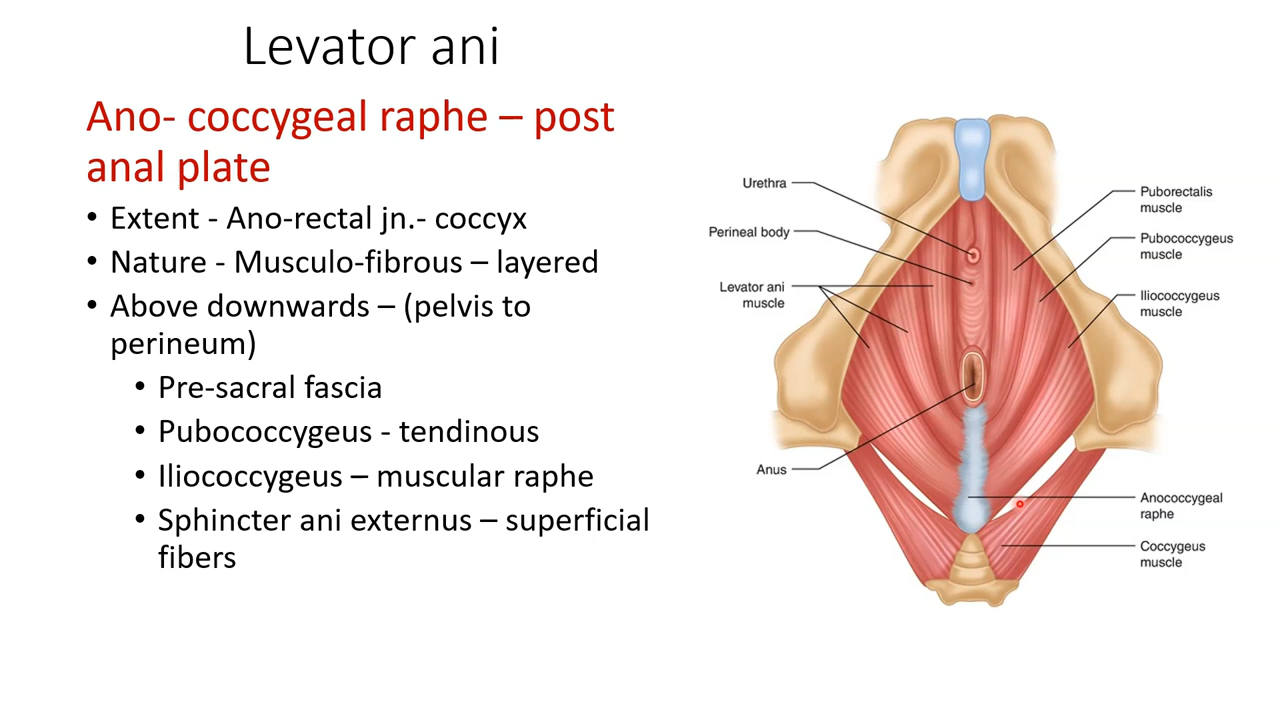 Levator ani
Ano- coccygeal raphe – post
anal plate
• Extent - Ano-rectal jn.- coccyx
• Nature - Musculo-fibrous – layered
• Above downwards – (pelvis to
perineum)
• Pre-sacral fascia
• Pubococcygeus - tendinous
• Iliococcygeus – muscular raphe
• Sphincter ani externus – superficial
fibers
Urethra
Perineal body
Levator ani
muscle
Anus
Puborectalis
muscle
Pubococcygeus
muscle
Iliococcygeus
muscle
Anococcygeal
raphe
Coccygeus
muscle